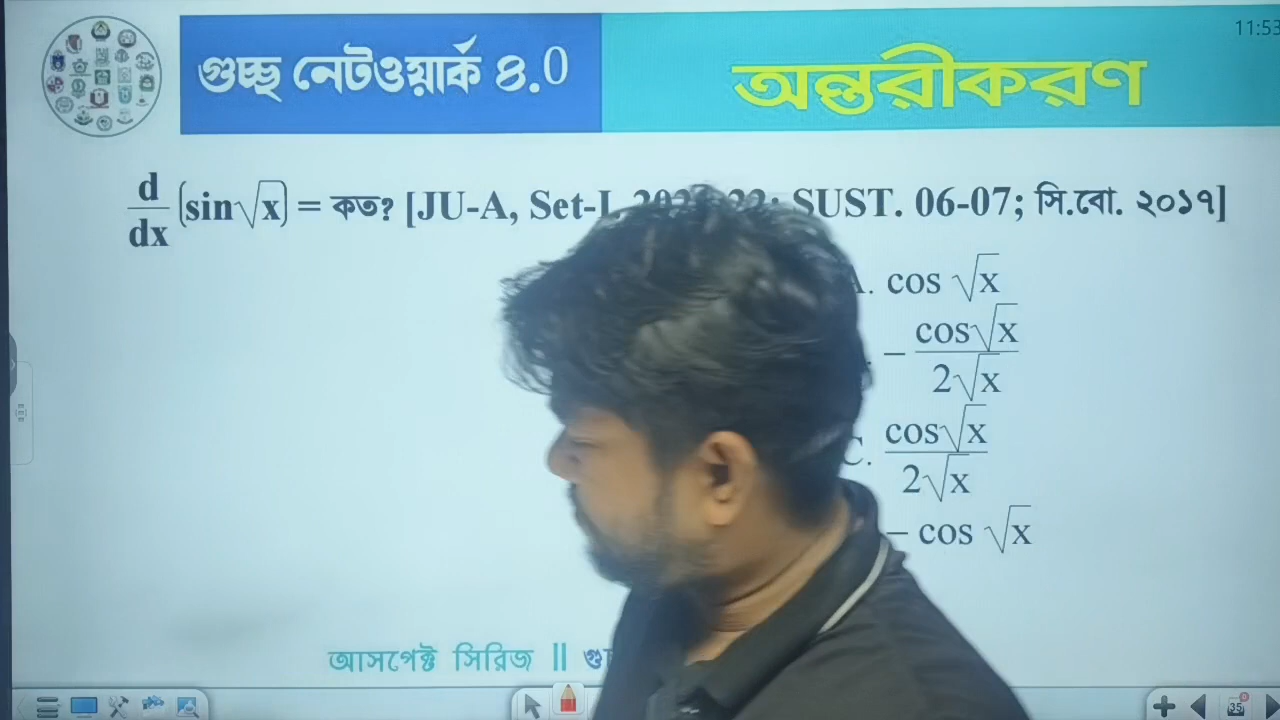 11:53
গুচ্ছ নেটওয়ার্ক ৪.0
অন্তরীকরণ
d/dx (sin√x) = কত? [JU-A, Set-I, SUST. 06-07; সি.বো. ২০১৭]
A. cos √x
− cos√x / 2√x
C. cos√x / 2√x
− cos √x
আসপেক্ট সিরিজ ||
35